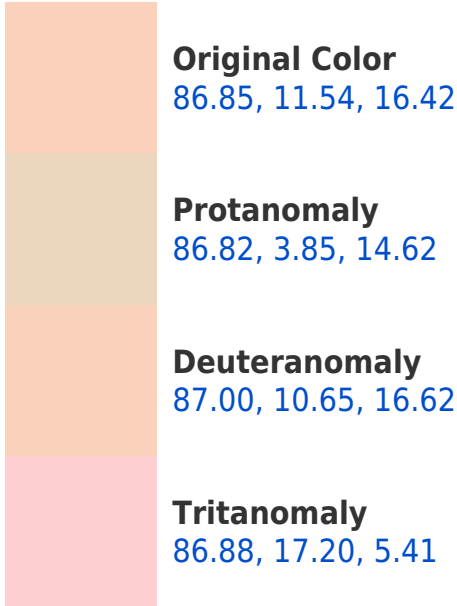 Original Color
86.85, 11.54, 16.42
Protanomaly
86.82, 3.85, 14.62
Deuteranomaly
87.00, 10.65, 16.62
Tritanomaly
86.88, 17.20, 5.41